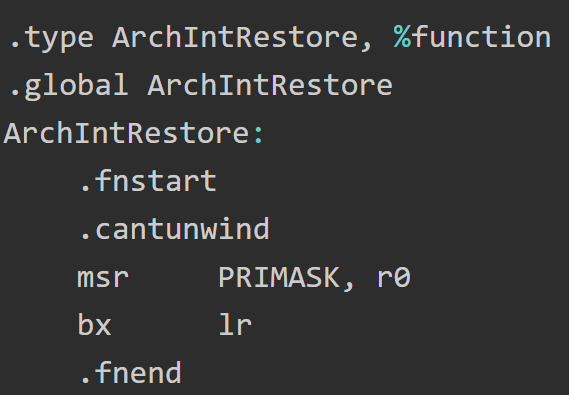 .type ArchIntRestore, %function
.global ArchIntRestore
ArchIntRestore:
    .fnstart
    .cantunwind
    msr     PRIMASK, r0
    bx      lr
    .fnend